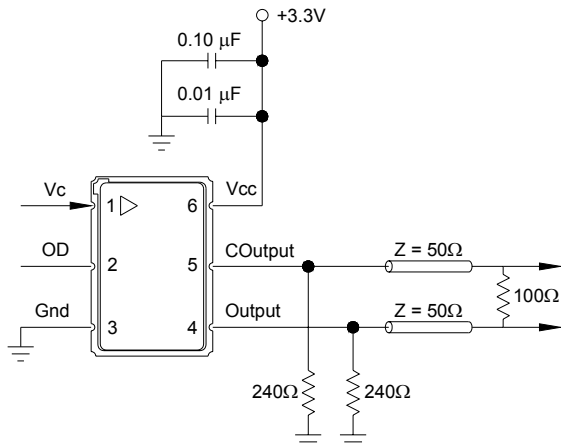 +3.3V
0.10 μF
0.01 μF
Vc
1
6
Vcc
OD
2
5
COutput
Z = 50Ω
100Ω
Gnd
3
4
Output
Z = 50Ω
240Ω
240Ω